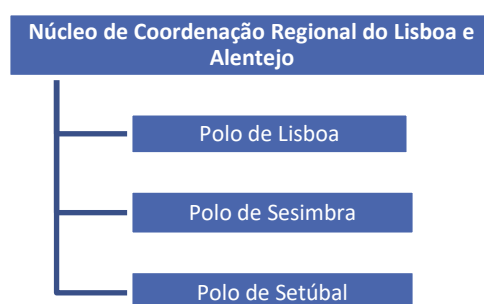 Núcleo de Coordenação Regional do Lisboa e
Alentejo
Polo de Lisboa
Polo de Sesimbra
Polo de Setúbal